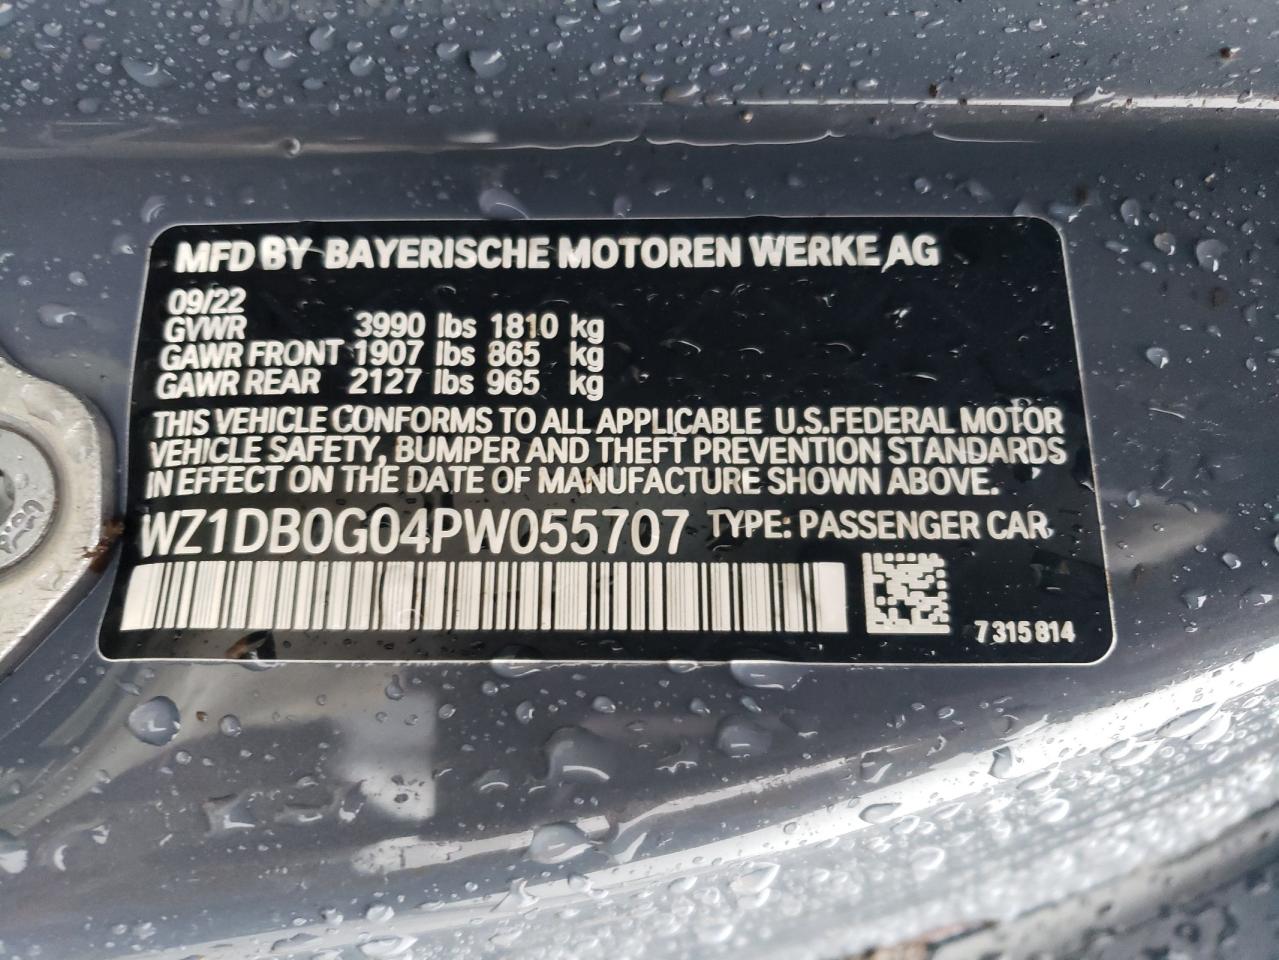 MFD BY BAYERISCHE MOTOREN WERKE AG
09/22
GVWR 3990 lbs 1810 kg
GAWR FRONT 1907 lbs 865 kg
GAWR REAR 2127 lbs 965 kg
THIS VEHICLE CONFORMS TO ALL APPLICABLE U.S.FEDERAL MOTOR
VEHICLE SAFETY, BUMPER AND THEFT PREVENTION STANDARDS
IN EFFECT ON THE DATE OF MANUFACTURE SHOWN ABOVE.
WZ1DB0G04PW055707 TYPE: PASSENGER CAR
7 315 814